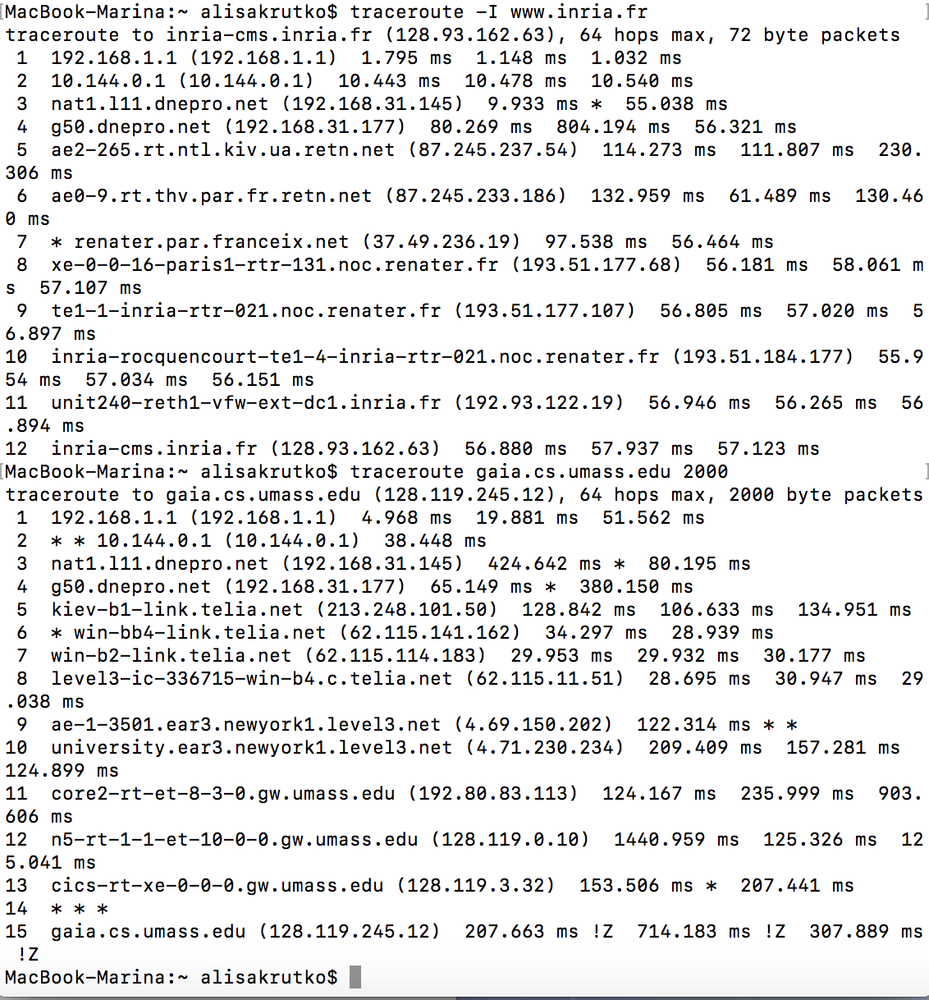 [MacBook-Marina:~ alisakrutko$ traceroute -I www.inria.fr ]
traceroute to inria-cms.inria.fr (128.93.162.63), 64 hops max, 72 byte packets
 1  192.168.1.1 (192.168.1.1)  1.795 ms  1.148 ms  1.032 ms
 2  10.144.0.1 (10.144.0.1)  10.443 ms  10.478 ms  10.540 ms
 3  nat1.l11.dnepro.net (192.168.31.145)  9.933 ms *  55.038 ms
 4  g50.dnepro.net (192.168.31.177)  80.269 ms  804.194 ms  56.321 ms
 5  ae2-265.rt.ntl.kiv.ua.retn.net (87.245.237.54)  114.273 ms  111.807 ms  230.
306 ms
 6  ae0-9.rt.thv.par.fr.retn.net (87.245.233.186)  132.959 ms  61.489 ms  130.46
0 ms
 7  * renater.par.franceix.net (37.49.236.19)  97.538 ms  56.464 ms
 8  xe-0-0-16-paris1-rtr-131.noc.renater.fr (193.51.177.68)  56.181 ms  58.061 m
s  57.107 ms
 9  te1-1-inria-rtr-021.noc.renater.fr (193.51.177.107)  56.805 ms  57.020 ms  5
6.897 ms
10  inria-rocquencourt-te1-4-inria-rtr-021.noc.renater.fr (193.51.184.177)  55.9
54 ms  57.034 ms  56.151 ms
11  unit240-reth1-vfw-ext-dc1.inria.fr (192.93.122.19)  56.946 ms  56.265 ms  56
.894 ms
12  inria-cms.inria.fr (128.93.162.63)  56.880 ms  57.937 ms  57.123 ms
[MacBook-Marina:~ alisakrutko$ traceroute gaia.cs.umass.edu 2000 ]
traceroute to gaia.cs.umass.edu (128.119.245.12), 64 hops max, 2000 byte packets
 1  192.168.1.1 (192.168.1.1)  4.968 ms  19.881 ms  51.562 ms
 2  * * 10.144.0.1 (10.144.0.1)  38.448 ms
 3  nat1.l11.dnepro.net (192.168.31.145)  424.642 ms *  80.195 ms
 4  g50.dnepro.net (192.168.31.177)  65.149 ms *  380.150 ms
 5  kiev-b1-link.telia.net (213.248.101.50)  128.842 ms  106.633 ms  134.951 ms
 6  * win-bb4-link.telia.net (62.115.141.162)  34.297 ms  28.939 ms
 7  win-b2-link.telia.net (62.115.114.183)  29.953 ms  29.932 ms  30.177 ms
 8  level3-ic-336715-win-b4.c.telia.net (62.115.11.51)  28.695 ms  30.947 ms  29
.038 ms
 9  ae-1-3501.ear3.newyork1.level3.net (4.69.150.202)  122.314 ms * *
10  university.ear3.newyork1.level3.net (4.71.230.234)  209.409 ms  157.281 ms
124.899 ms
11  core2-rt-et-8-3-0.gw.umass.edu (192.80.83.113)  124.167 ms  235.999 ms  903.
606 ms
12  n5-rt-1-1-et-10-0-0.gw.umass.edu (128.119.0.10)  1440.959 ms  125.326 ms  12
5.041 ms
13  cics-rt-xe-0-0-0.gw.umass.edu (128.119.3.32)  153.506 ms *  207.441 ms
14  * * *
15  gaia.cs.umass.edu (128.119.245.12)  207.663 ms !Z  714.183 ms !Z  307.889 ms
 !Z
MacBook-Marina:~ alisakrutko$